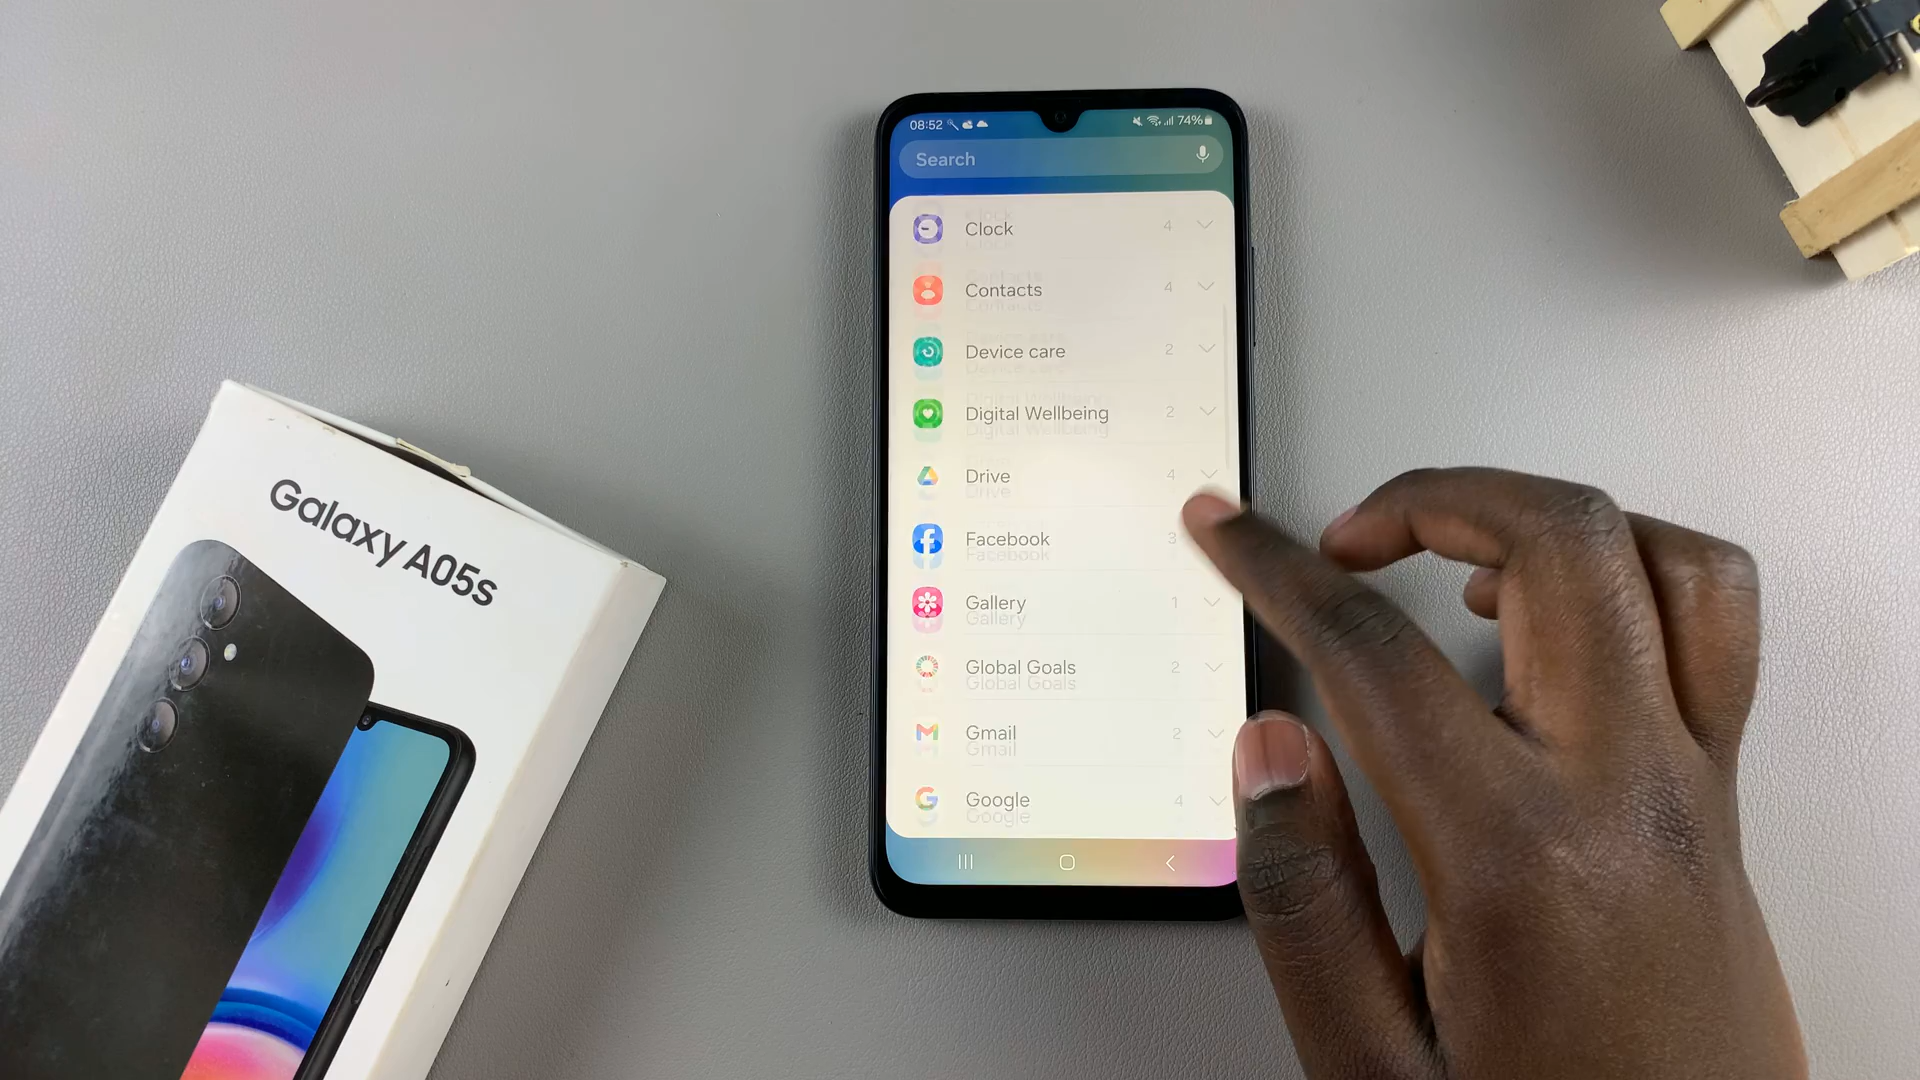 08:52
74%
Search
Clock 4
Contacts 4
Device care 2
Digital Wellbeing 2
Drive 4
Facebook 3
Gallery 1
Global Goals 2
Gmail 2
Google 4
Galaxy A05s